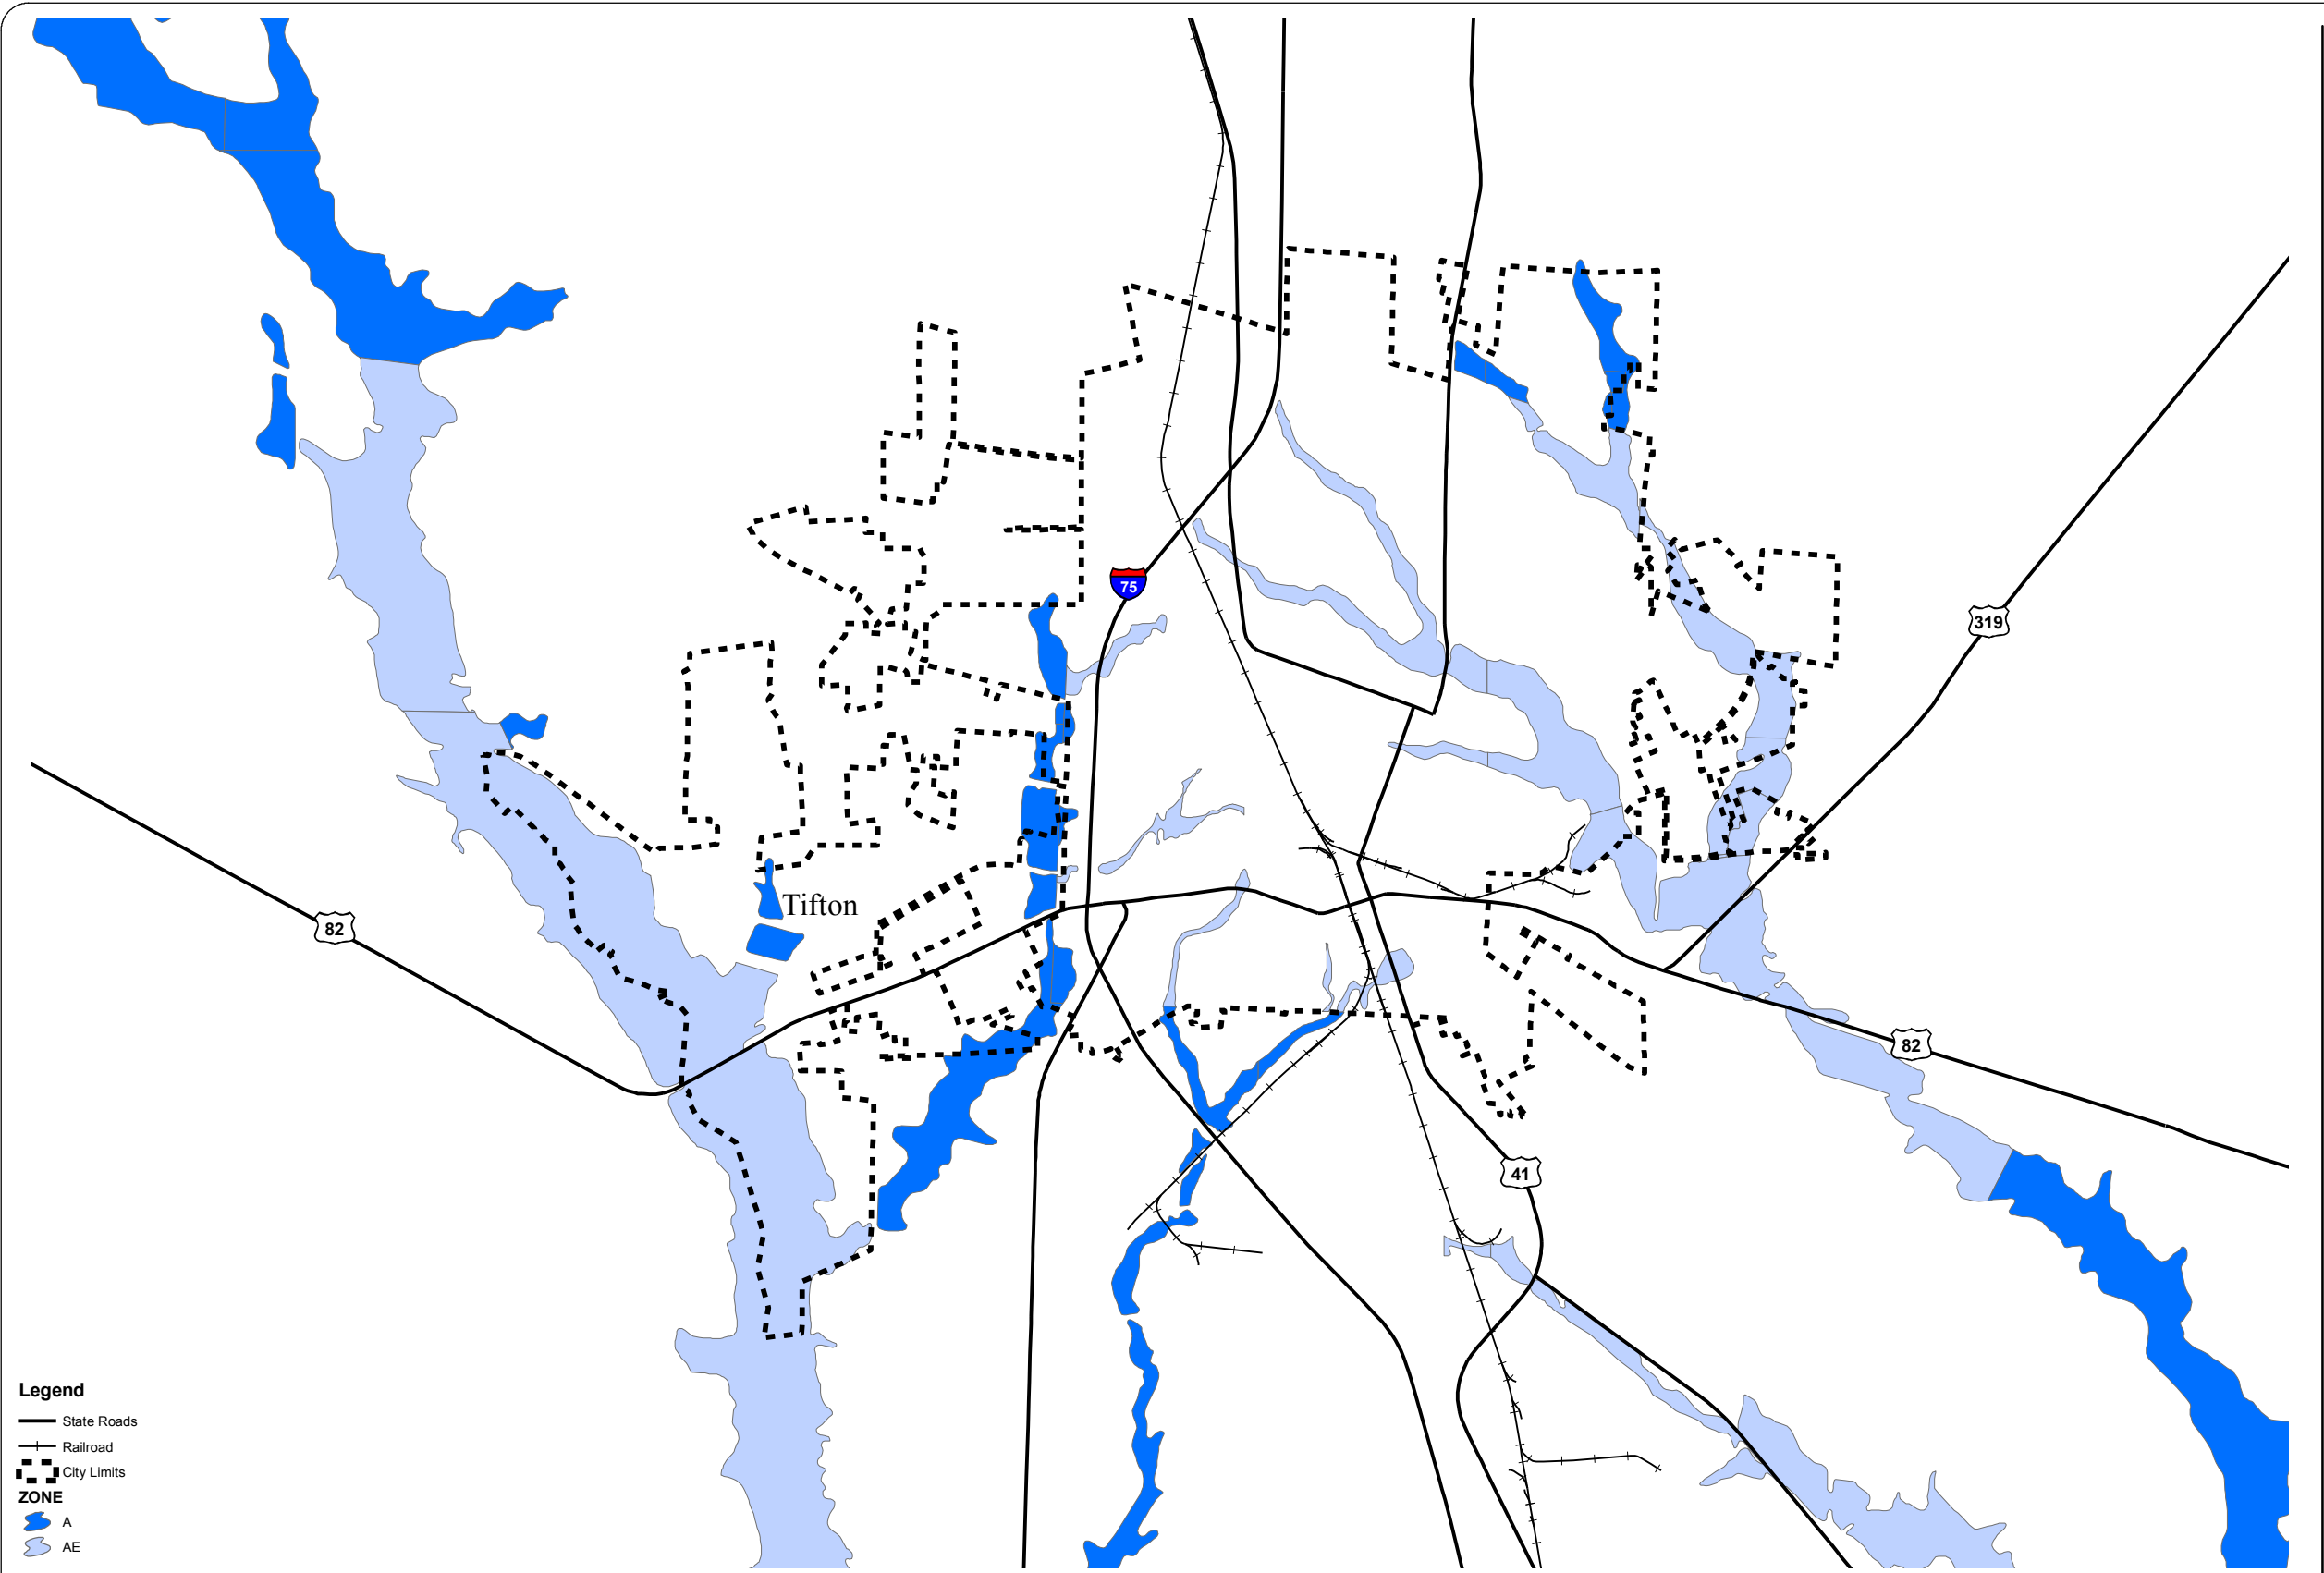 75
319
Tifton
82
82
41
Legend
State Roads
Railroad
City Limits
ZONE
A
AE